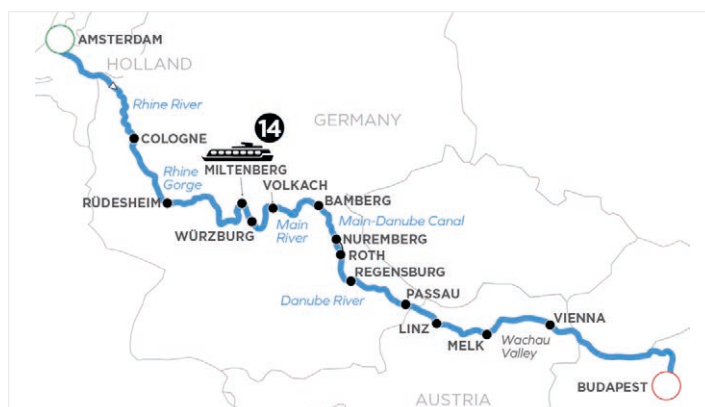 AMSTERDAM
HOLLAND
Rhine River
14
GERMANY
COLOGNE
MILTENBERG
Rhine
Gorge
VOLKACH
RÜDESHEIM
BAMBERG
WÜRZBURG
Main
River
Main-Danube Canal
NUREMBERG
ROTH
REGENSBURG
Danube River
PASSAU
LINZ
VIENNA
MELK
Wachau
Valley
BUDAPEST
AUSTRIA